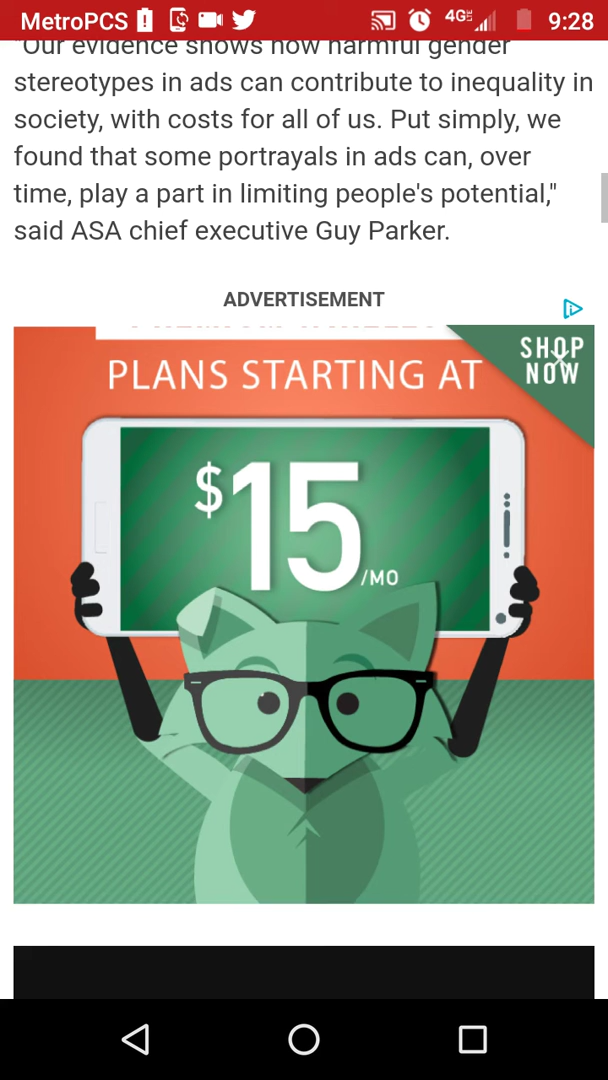 MetroPCS 4G 9:28
"Our evidence shows how harmful gender
stereotypes in ads can contribute to inequality in
society, with costs for all of us. Put simply, we
found that some portrayals in ads can, over
time, play a part in limiting people's potential,"
said ASA chief executive Guy Parker.
ADVERTISEMENT
SHOP
NOW
PLANS STARTING AT
$15/MO